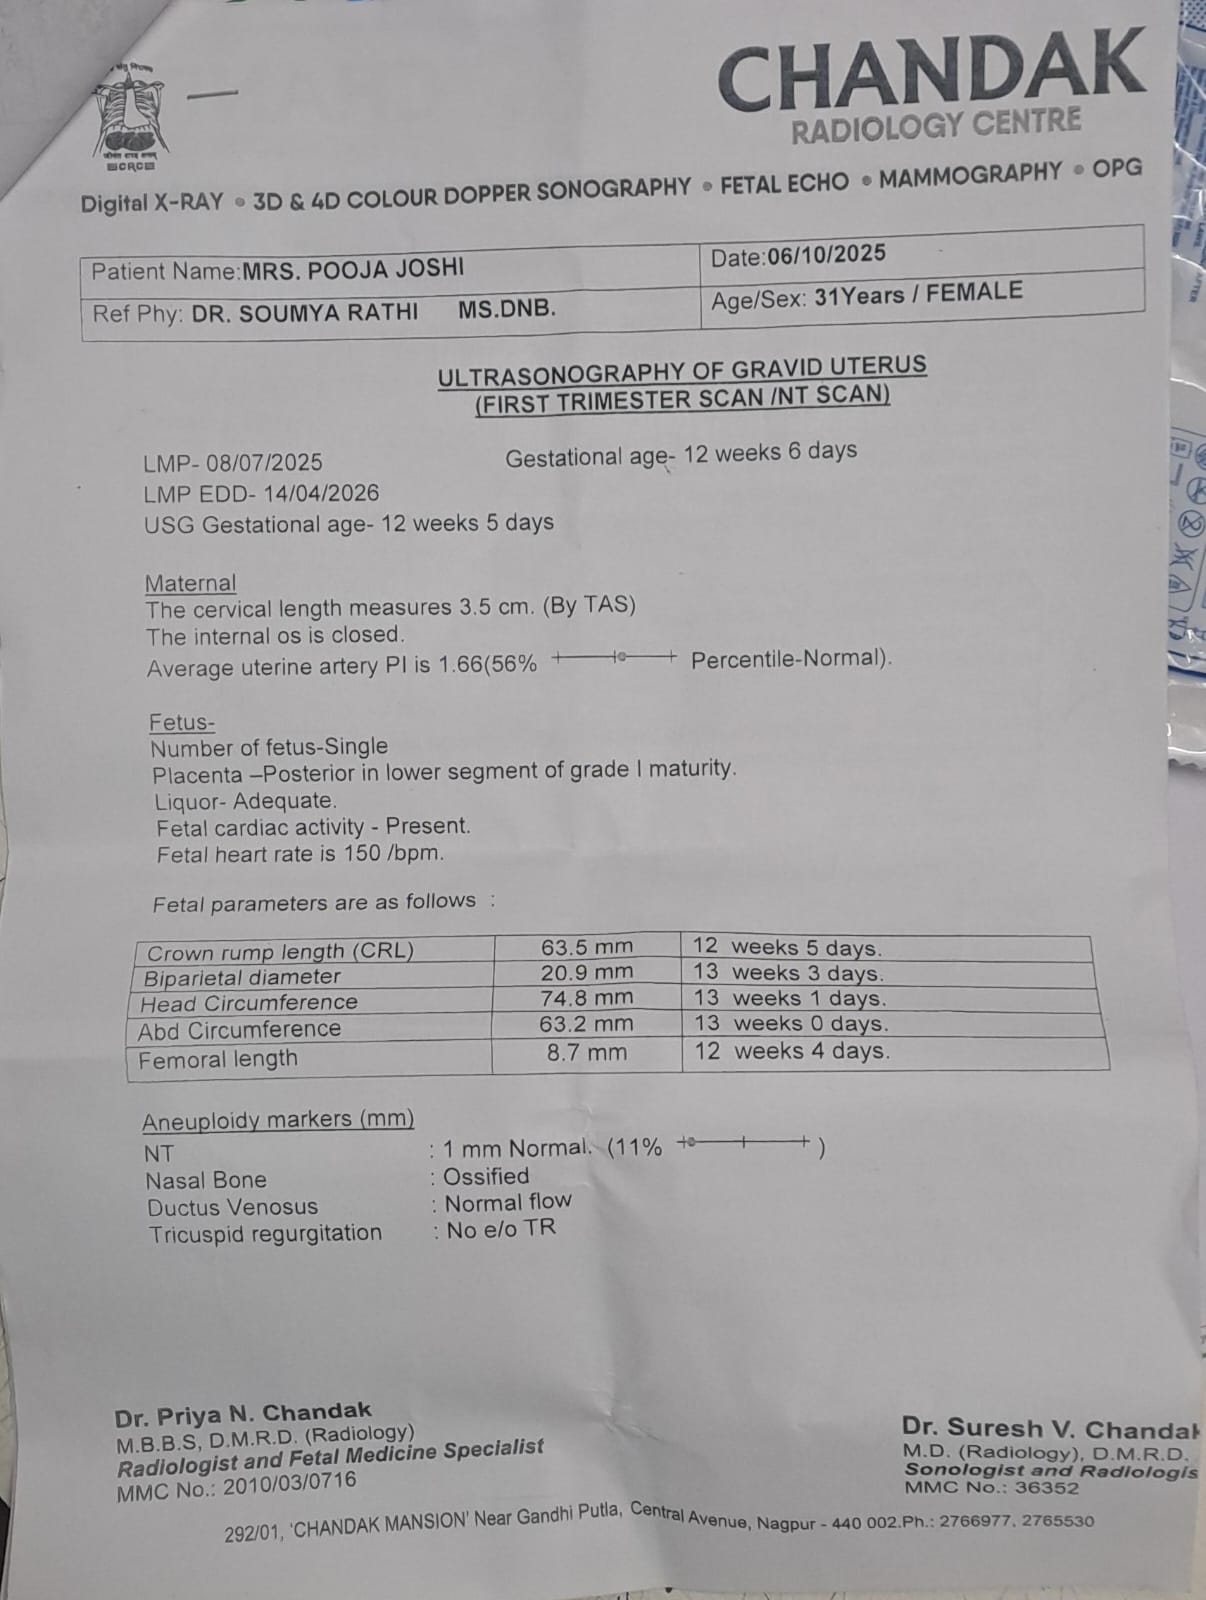 CHANDAK
RADIOLOGY CENTRE
CRC
Digital X-RAY • 3D & 4D COLOUR DOPPER SONOGRAPHY • FETAL ECHO • MAMMOGRAPHY • OPG
Patient Name:MRS. POOJA JOSHI Date:06/10/2025
Ref Phy: DR. SOUMYA RATHI MS.DNB. Age/Sex: 31Years / FEMALE
ULTRASONOGRAPHY OF GRAVID UTERUS
(FIRST TRIMESTER SCAN /NT SCAN)
LMP- 08/07/2025 Gestational age- 12 weeks 6 days
LMP EDD- 14/04/2026
USG Gestational age- 12 weeks 5 days
Maternal
The cervical length measures 3.5 cm. (By TAS)
The internal os is closed.
Average uterine artery PI is 1.66(56% Percentile-Normal).
Fetus-
Number of fetus-Single
Placenta –Posterior in lower segment of grade I maturity.
Liquor- Adequate.
Fetal cardiac activity - Present.
Fetal heart rate is 150 /bpm.
Fetal parameters are as follows :
Crown rump length (CRL) 63.5 mm 12 weeks 5 days.
Biparietal diameter 20.9 mm 13 weeks 3 days.
Head Circumference 74.8 mm 13 weeks 1 days.
Abd Circumference 63.2 mm 13 weeks 0 days.
Femoral length 8.7 mm 12 weeks 4 days.
Aneuploidy markers (mm)
NT : 1 mm Normal. (11% )
Nasal Bone : Ossified
Ductus Venosus : Normal flow
Tricuspid regurgitation : No e/o TR
Dr. Priya N. Chandak
M.B.B.S, D.M.R.D. (Radiology)
Radiologist and Fetal Medicine Specialist
MMC No.: 2010/03/0716
Dr. Suresh V. Chandak
M.D. (Radiology), D.M.R.D.
Sonologist and Radiologis
MMC No.: 36352
292/01, 'CHANDAK MANSION' Near Gandhi Putla, Central Avenue, Nagpur - 440 002.Ph.: 2766977, 2765530